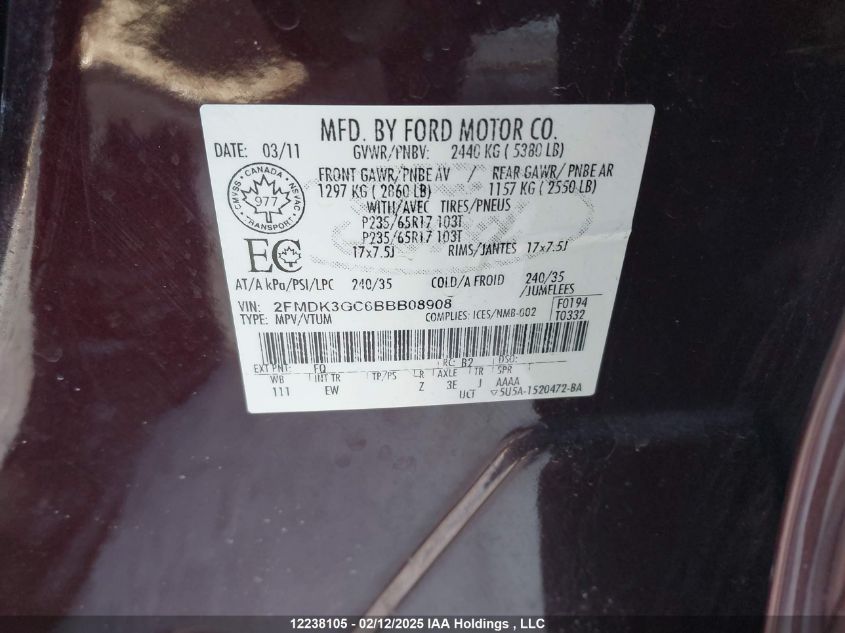 MFD. BY FORD MOTOR CO.
DATE: 03/11 GVWR/PNBV: 2440 KG ( 5380 LB)
FRONT GAWR/PNBE AV / REAR GAWR/ PNBE AR
1297 KG ( 2860 LB) 1157 KG ( 2550 LB)
WITH/AVEC TIRES/PNEUS
P235/65R17 103T
P235/65R17 103T
17x7.5J RIMS/JANTES 17x7.5J
CMVSS · CANADA · NSVAC
977
TRANSPORT
EC
AT/A kPa/PSI/LPC 240/35 COLD/A FROID 240/35
/JUMELEES
VIN: 2FMDK3GC6BBB08908 F0194
TYPE: MPV/VTUM COMPLIES: ICES/NMB-002 T0332
EXT PNT: FQ RC: B2 DSO:
WB INT TR TP/PS R AXLE TR SPR
111 EW Z 3E J AAAA
UCT ▽5U5A-1520472-BA
12238105 - 02/12/2025 IAA Holdings , LLC